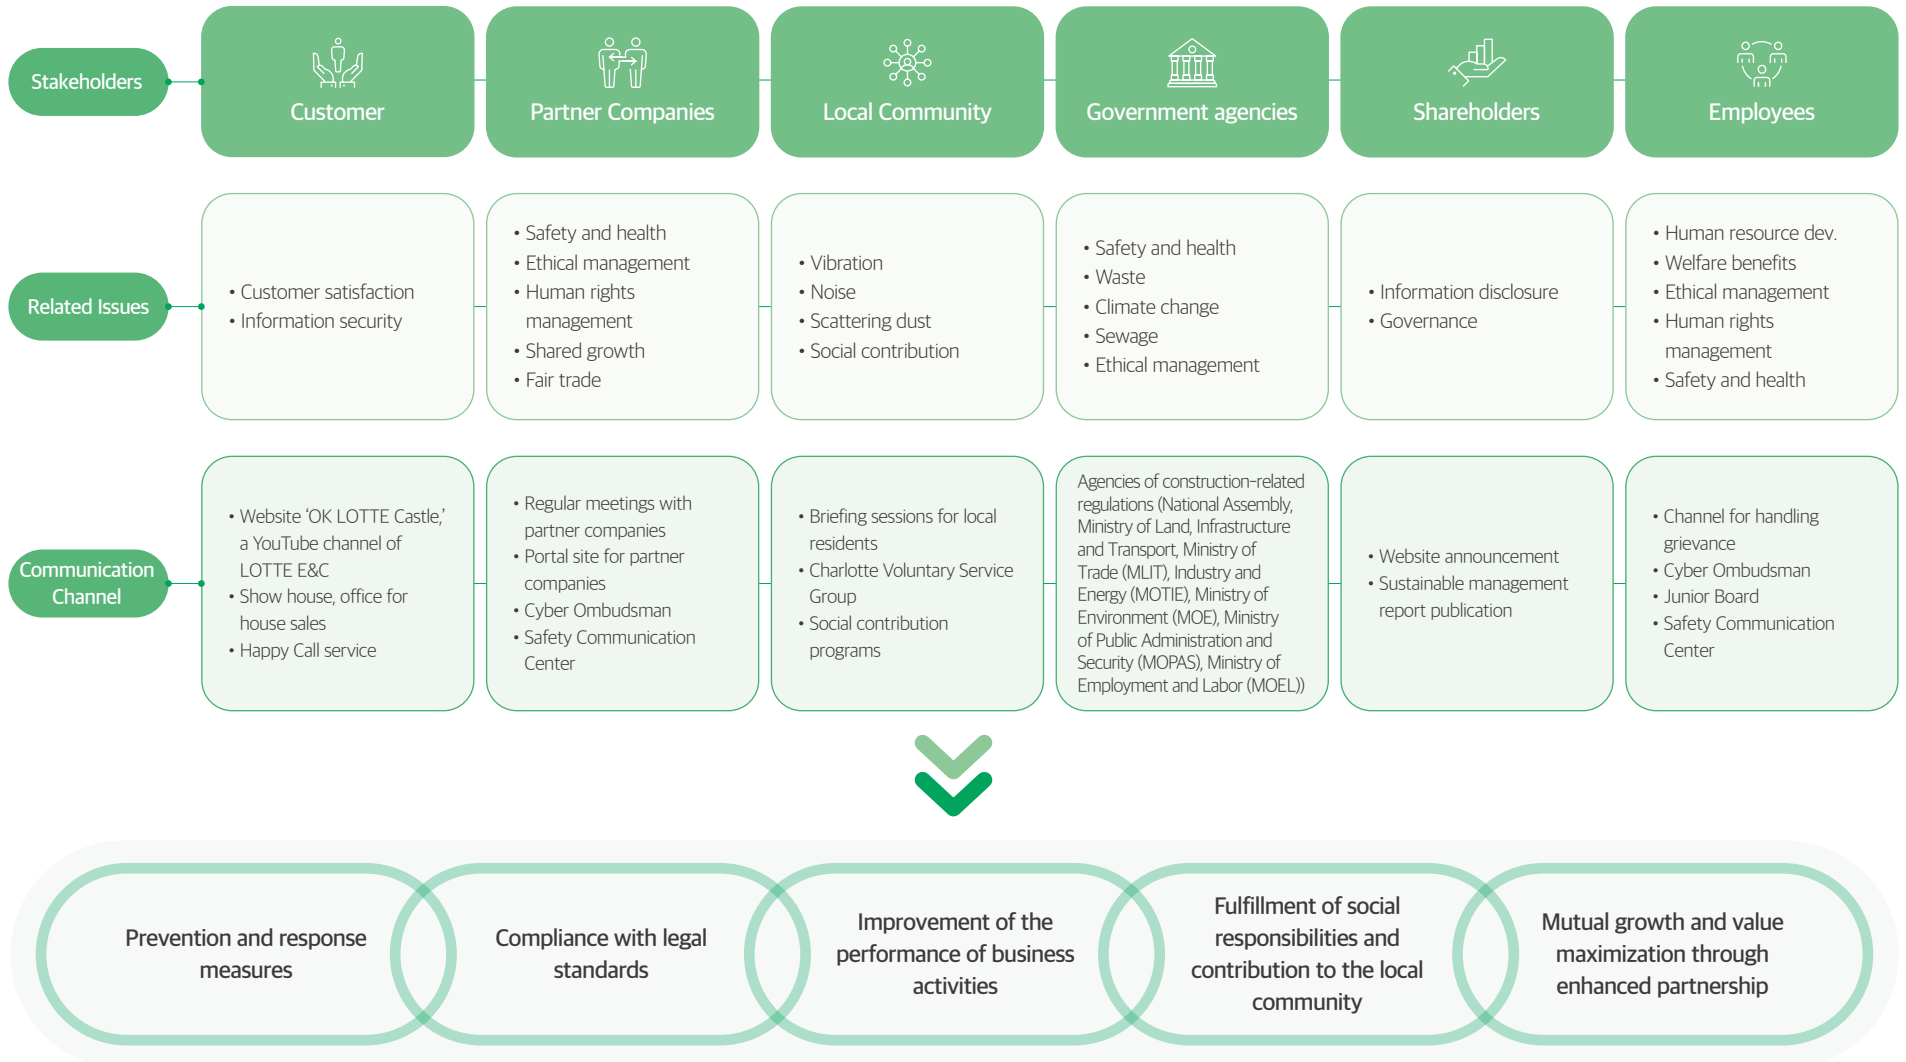 Stakeholders
Customer
Partner Companies
Local Community
Government agencies
Shareholders
Employees
Related Issues
• Customer satisfaction
• Information security
• Safety and health
• Ethical management
• Human rights
management
• Shared growth
• Fair trade
• Vibration
• Noise
• Scattering dust
• Social contribution
• Safety and health
• Waste
• Climate change
• Sewage
• Ethical management
• Information disclosure
• Governance
• Human resource dev.
• Welfare benefits
• Ethical management
• Human rights
management
• Safety and health
Communication
Channel
• Website ‘OK LOTTE Castle,’
a YouTube channel of
LOTTE E&C
• Show house, office for
house sales
• Happy Call service
• Regular meetings with
partner companies
• Portal site for partner
companies
• Cyber Ombudsman
• Safety Communication
Center
• Briefing sessions for local
residents
• Charlotte Voluntary Service
Group
• Social contribution
programs
Agencies of construction-related
regulations (National Assembly,
Ministry of Land, Infrastructure
and Transport, Ministry of
Trade (MLIT), Industry and
Energy (MOTIE), Ministry of
Environment (MOE), Ministry
of Public Administration and
Security (MOPAS), Ministry of
Employment and Labor (MOEL))
• Website announcement
• Sustainable management
report publication
• Channel for handling
grievance
• Cyber Ombudsman
• Junior Board
• Safety Communication
Center
Prevention and response
measures
Compliance with legal
standards
Improvement of the
performance of business
activities
Fulfillment of social
responsibilities and
contribution to the local
community
Mutual growth and value
maximization through
enhanced partnership